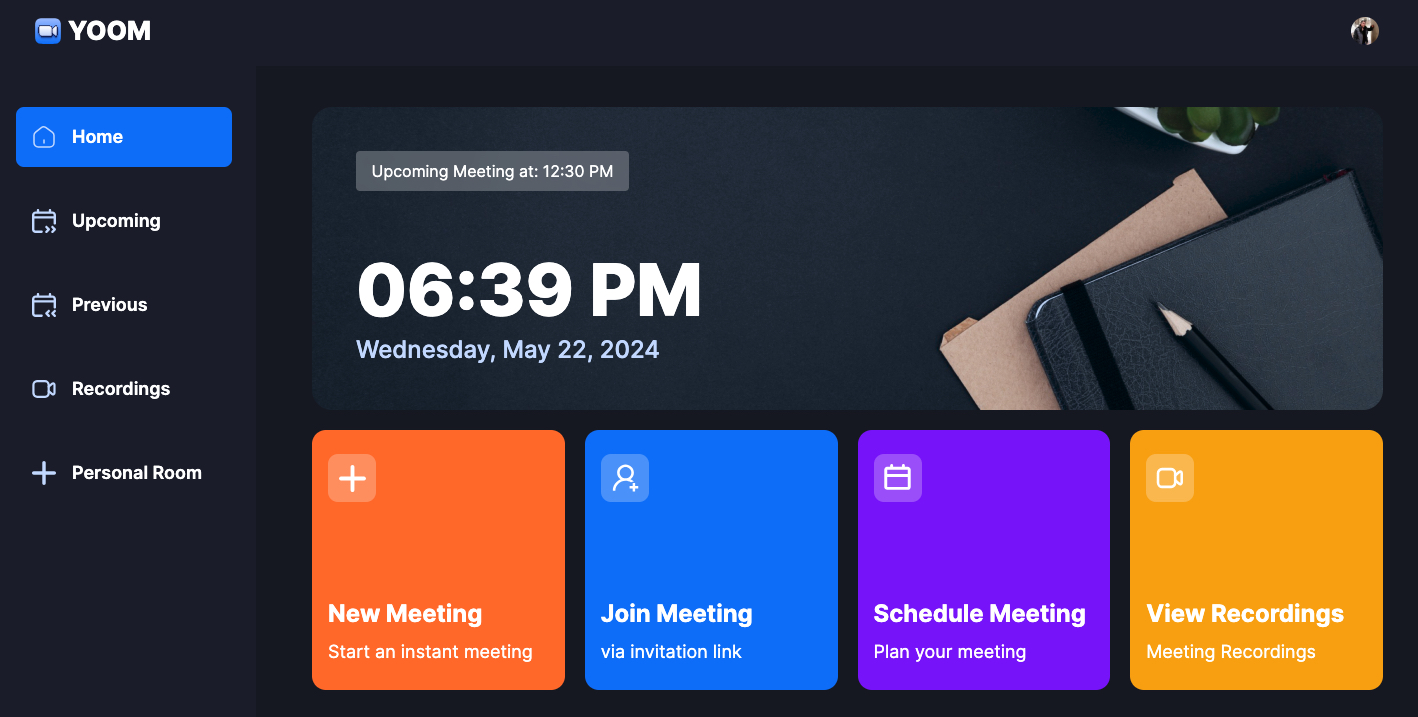 YOOM
Home
Upcoming
Previous
Recordings
Personal Room
Upcoming Meeting at: 12:30 PM
06:39 PM
Wednesday, May 22, 2024
New Meeting
Start an instant meeting
Join Meeting
via invitation link
Schedule Meeting
Plan your meeting
View Recordings
Meeting Recordings